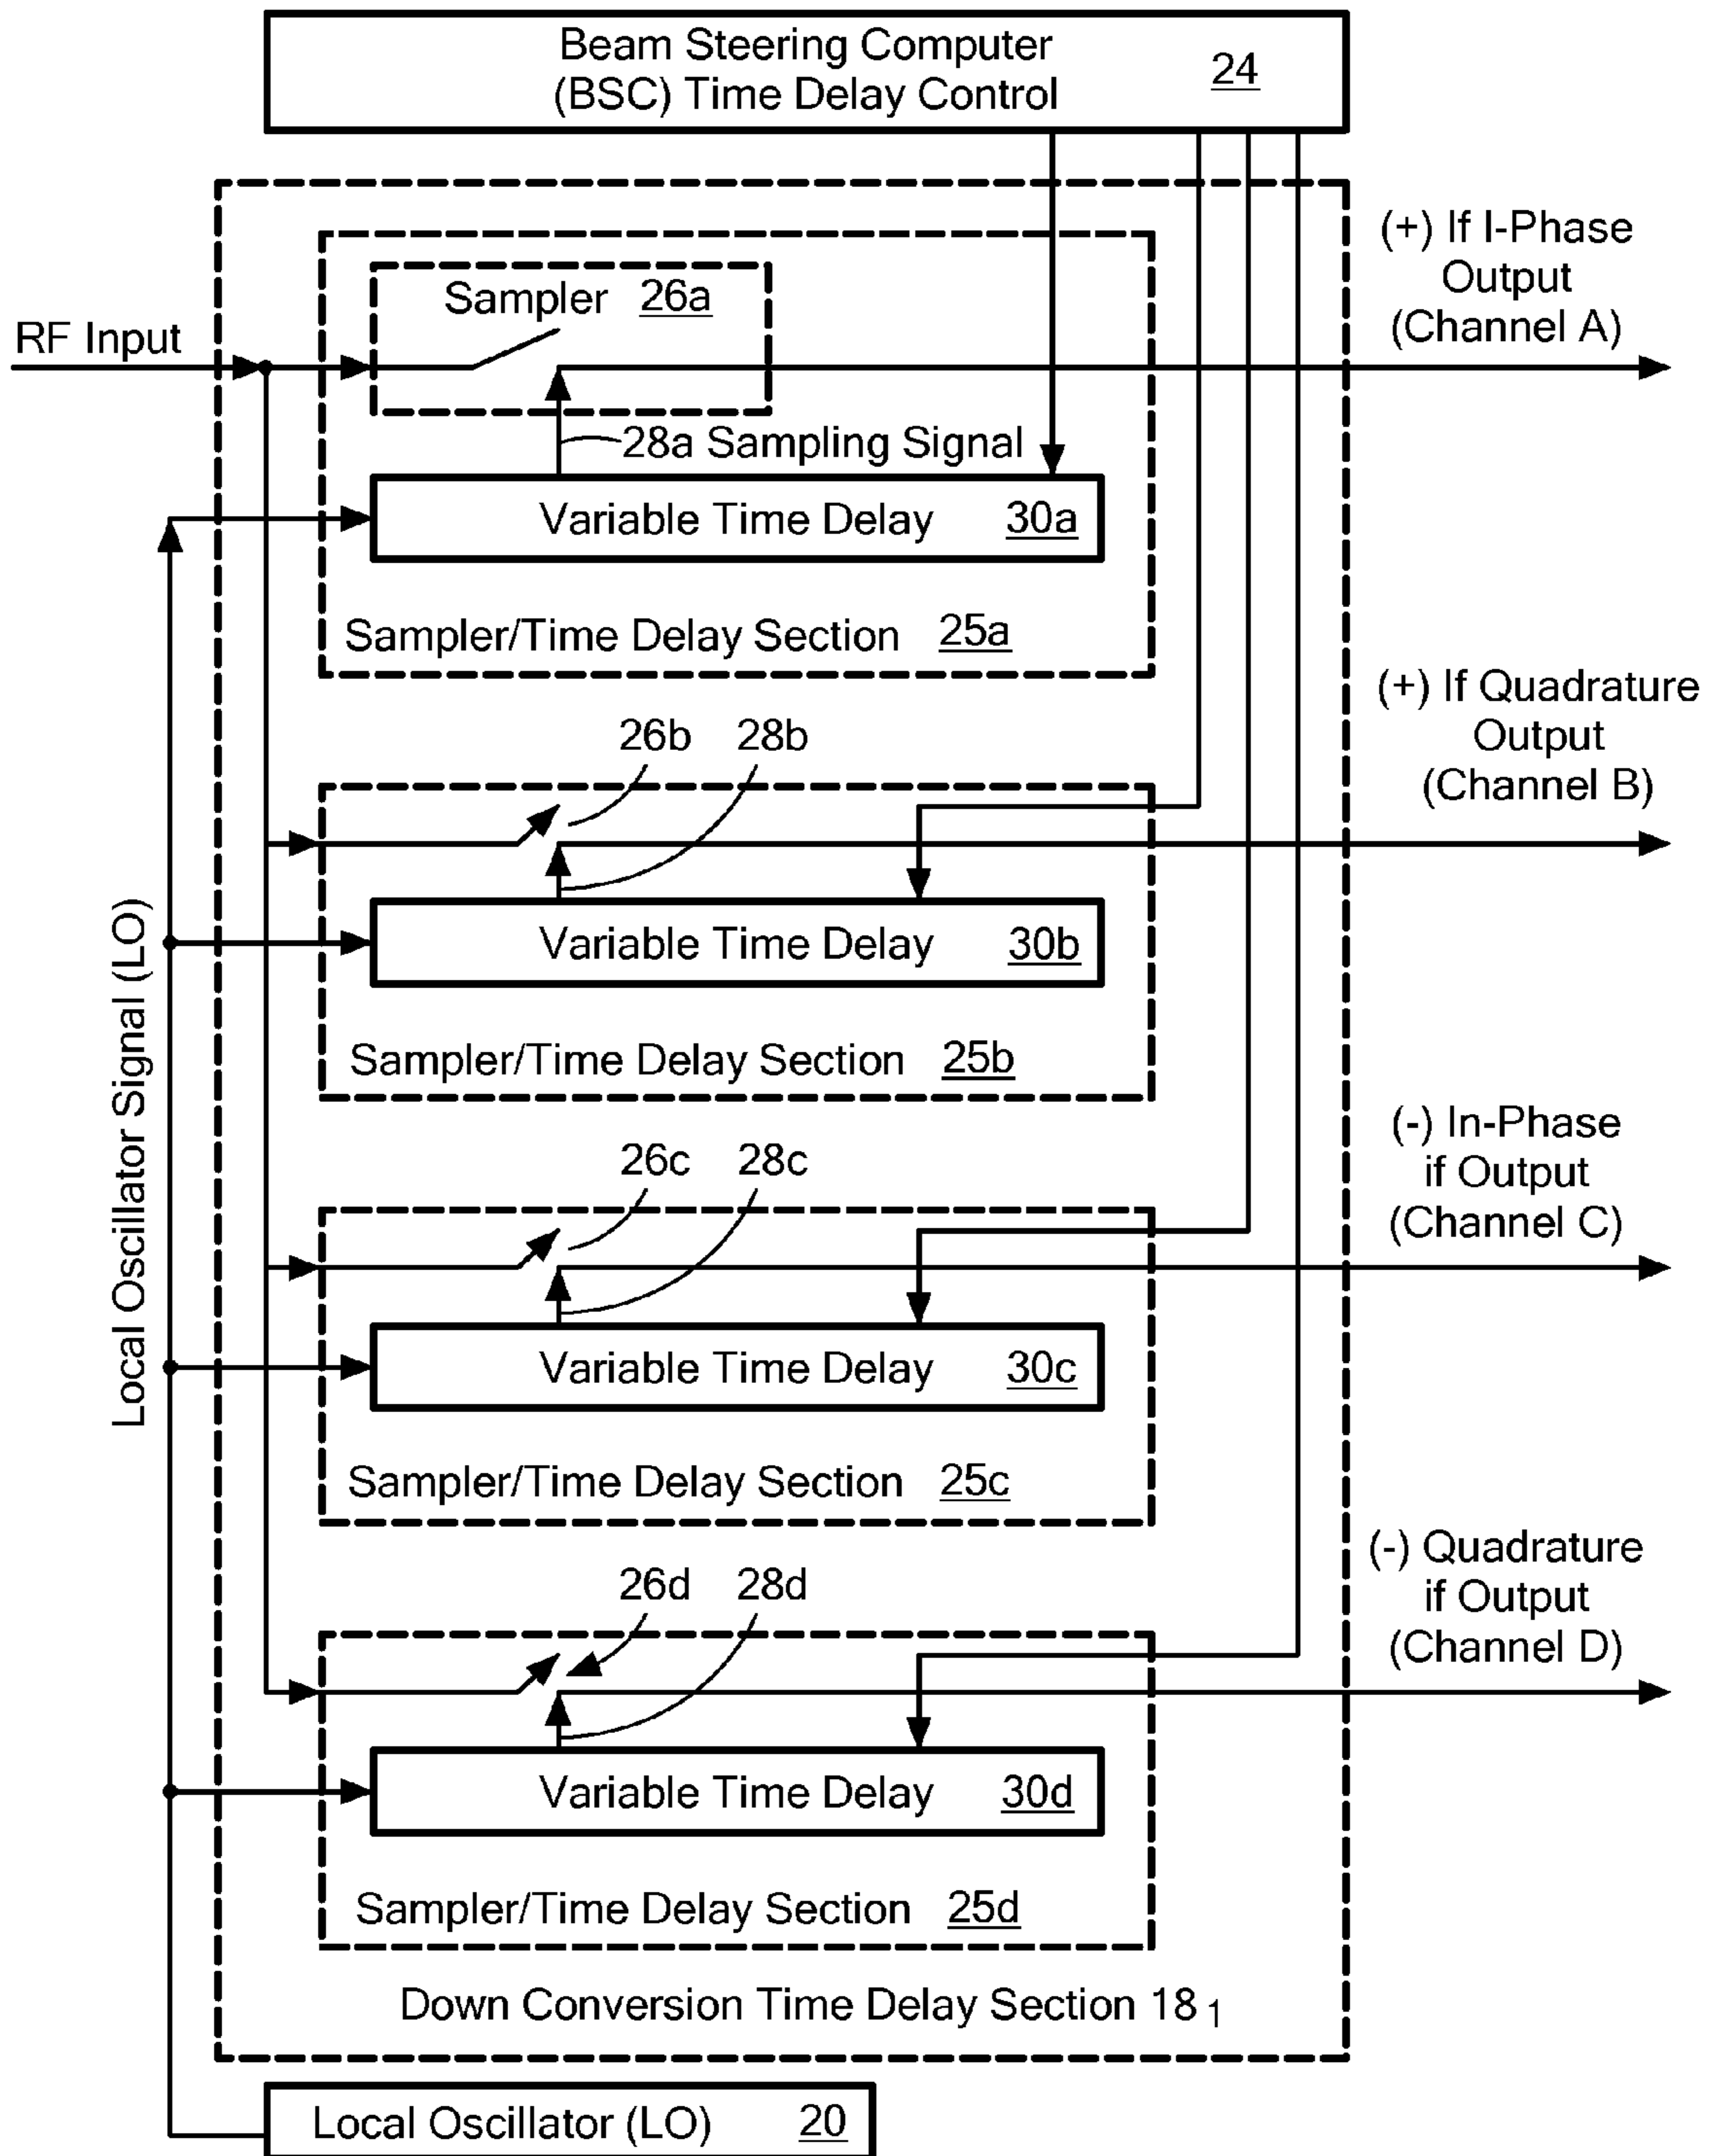 Beam Steering Computer
(BSC) Time Delay Control 24
(+) If I-Phase
Output
(Channel A)
Sampler 26a
RF Input
28a Sampling Signal
Variable Time Delay 30a
Sampler/Time Delay Section 25a
(+) If Quadrature
Output
(Channel B)
26b 28b
Variable Time Delay 30b
Sampler/Time Delay Section 25b
Local Oscillator Signal (LO)
(-) In-Phase
if Output
(Channel C)
26c 28c
Variable Time Delay 30c
Sampler/Time Delay Section 25c
(-) Quadrature
if Output
(Channel D)
26d 28d
Variable Time Delay 30d
Sampler/Time Delay Section 25d
Down Conversion Time Delay Section 18 1
Local Oscillator (LO) 20